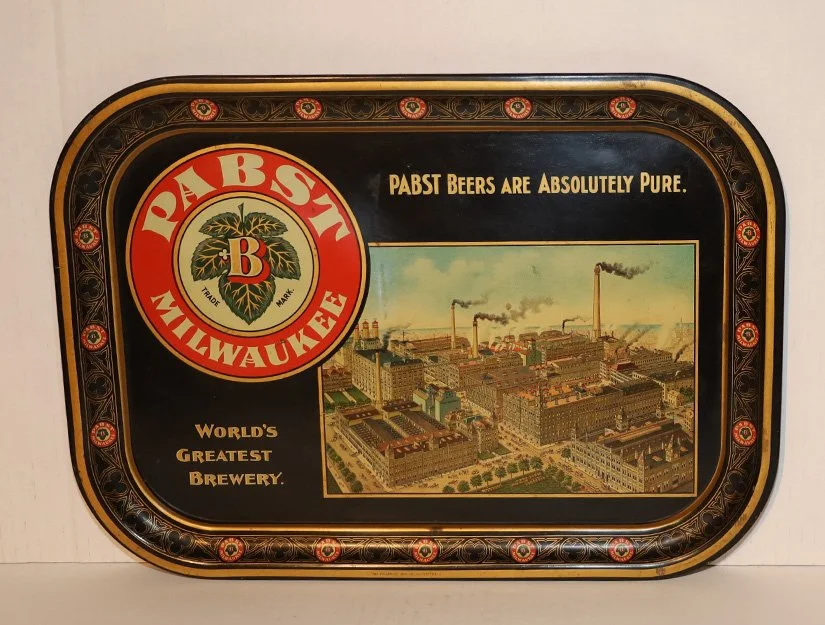 PABST
B
TRADE MARK.
MILWAUKEE
PABST BEERS ARE ABSOLUTELY PURE.
WORLD'S
GREATEST
BREWERY.